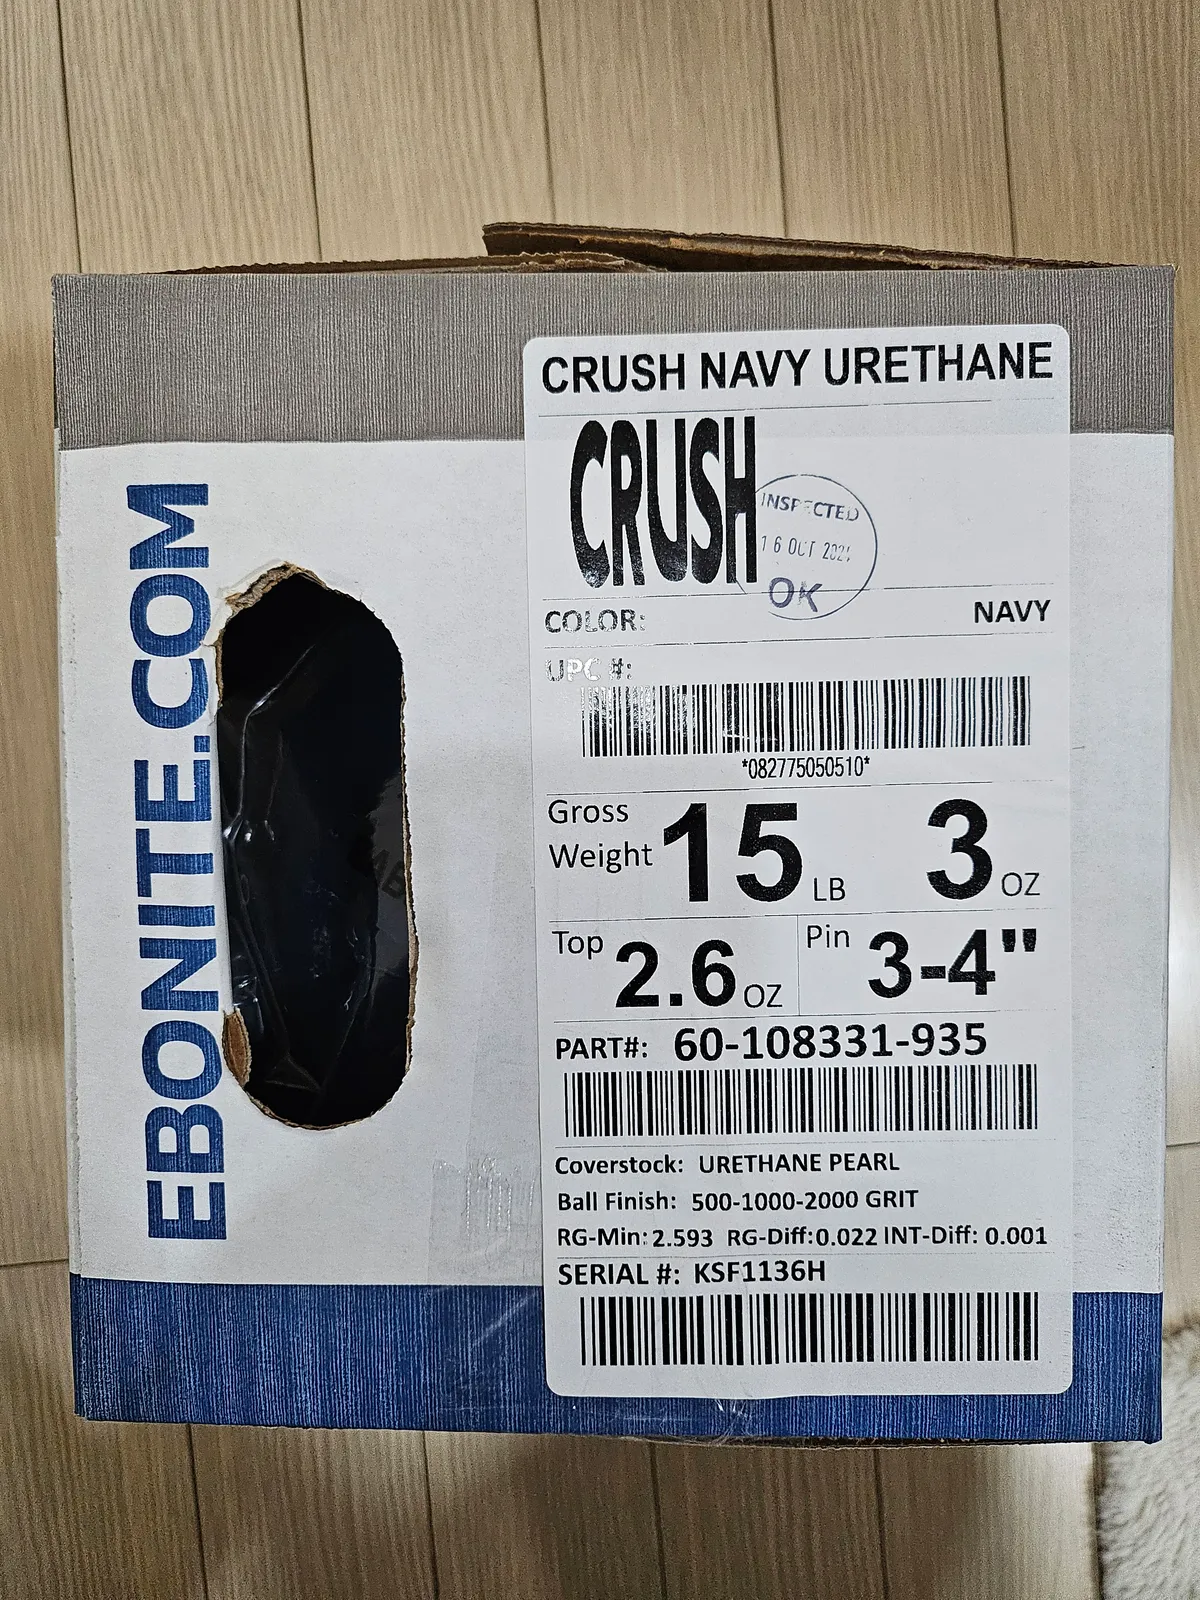 EBONITE.COM
CRUSH NAVY URETHANE
CRUSH
INSPECTED
16 OCT
OK
COLOR: NAVY
UPC #:
*082775050510*
Gross Weight 15 LB 3 OZ
Top 2.6 OZ Pin 3-4"
PART#: 60-108331-935
Coverstock: URETHANE PEARL
Ball Finish: 500-1000-2000 GRIT
RG-Min: 2.593 RG-Diff:0.022 INT-Diff: 0.001
SERIAL #: KSF1136H